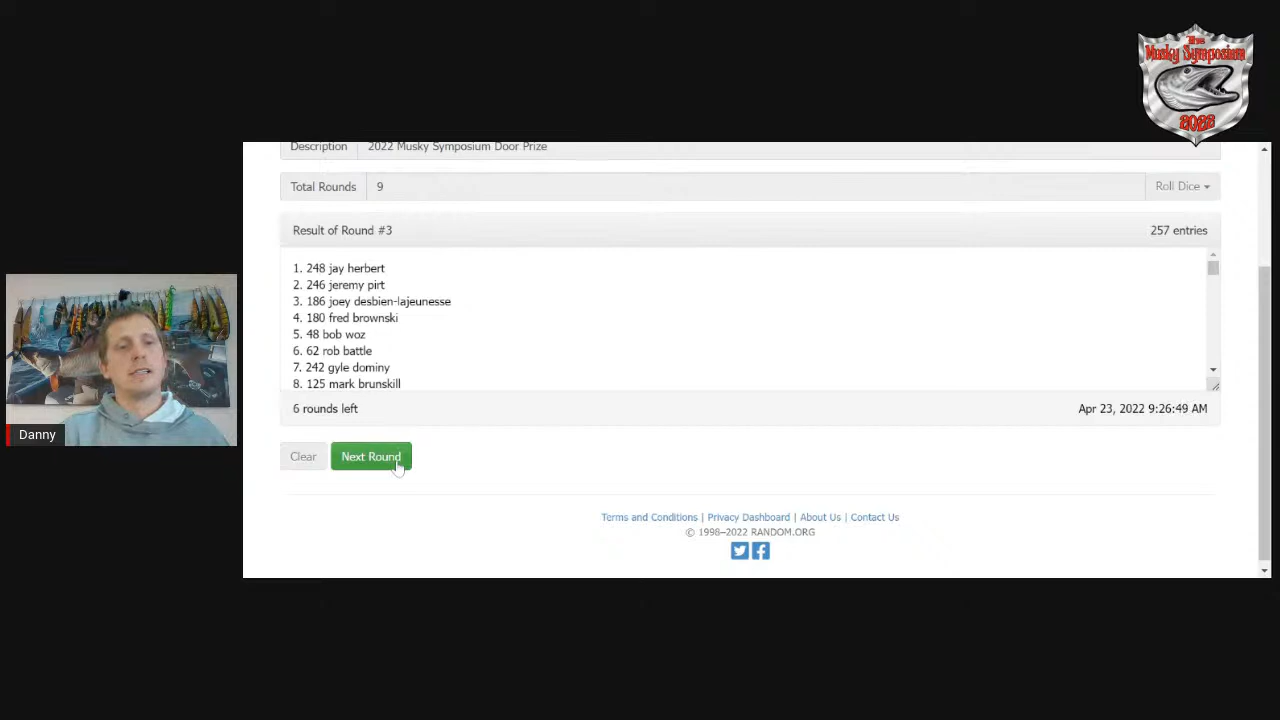 The
Musky Symposium
2022
Description 2022 Musky Symposium Door Prize
Total Rounds 9 Roll Dice
Result of Round #3 257 entries
1. 248 jay herbert
2. 246 jeremy pirt
3. 186 joey desbien-lajeunesse
4. 180 fred brownski
5. 48 bob woz
6. 62 rob battle
7. 242 gyle dominy
8. 125 mark brunskill
6 rounds left Apr 23, 2022 9:26:49 AM
Clear Next Round
Danny
Terms and Conditions | Privacy Dashboard | About Us | Contact Us
© 1998–2022 RANDOM.ORG